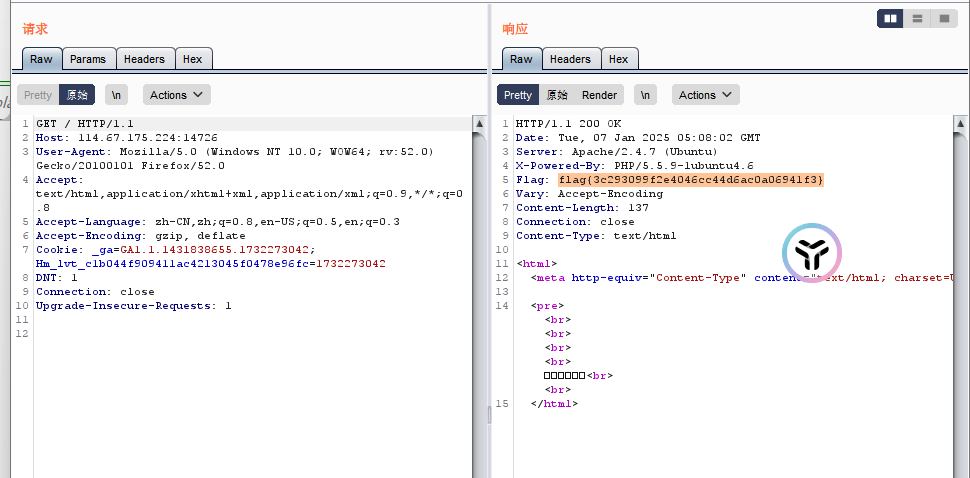 请求
Raw Params Headers Hex
Pretty 原始 \n Actions
1 GET / HTTP/1.1
2 Host: 114.67.175.224:14726
3 User-Agent: Mozilla/5.0 (Windows NT 10.0; WOW64; rv:52.0)
Gecko/20100101 Firefox/52.0
4 Accept:
text/html,application/xhtml+xml,application/xml;q=0.9,*/*;q=0
.8
5 Accept-Language: zh-CN,zh;q=0.8,en-US;q=0.5,en;q=0.3
6 Accept-Encoding: gzip, deflate
7 Cookie: _ga=GA1.1.1431838655.1732273042;
Hm_lvt_c1b044f909411ac4213045f0478e96fc=1732273042
8 DNT: 1
9 Connection: close
10 Upgrade-Insecure-Requests: 1
11
12
响应
Raw Headers Hex
Pretty 原始 Render \n Actions
1 HTTP/1.1 200 OK
2 Date: Tue, 07 Jan 2025 05:08:02 GMT
3 Server: Apache/2.4.7 (Ubuntu)
4 X-Powered-By: PHP/5.5.9-1ubuntu4.6
5 Flag: flag{3c293099f2e4046cc44d6ac0a06941f3}
6 Vary: Accept-Encoding
7 Content-Length: 137
8 Connection: close
9 Content-Type: text/html
10
11 <html>
12 <meta http-equiv="Content-Type" content="text/html; charset=U
13
14 <pre>
<br>
<br>
<br>
<br>
□□□□□□<br>
<br>
15 </html>